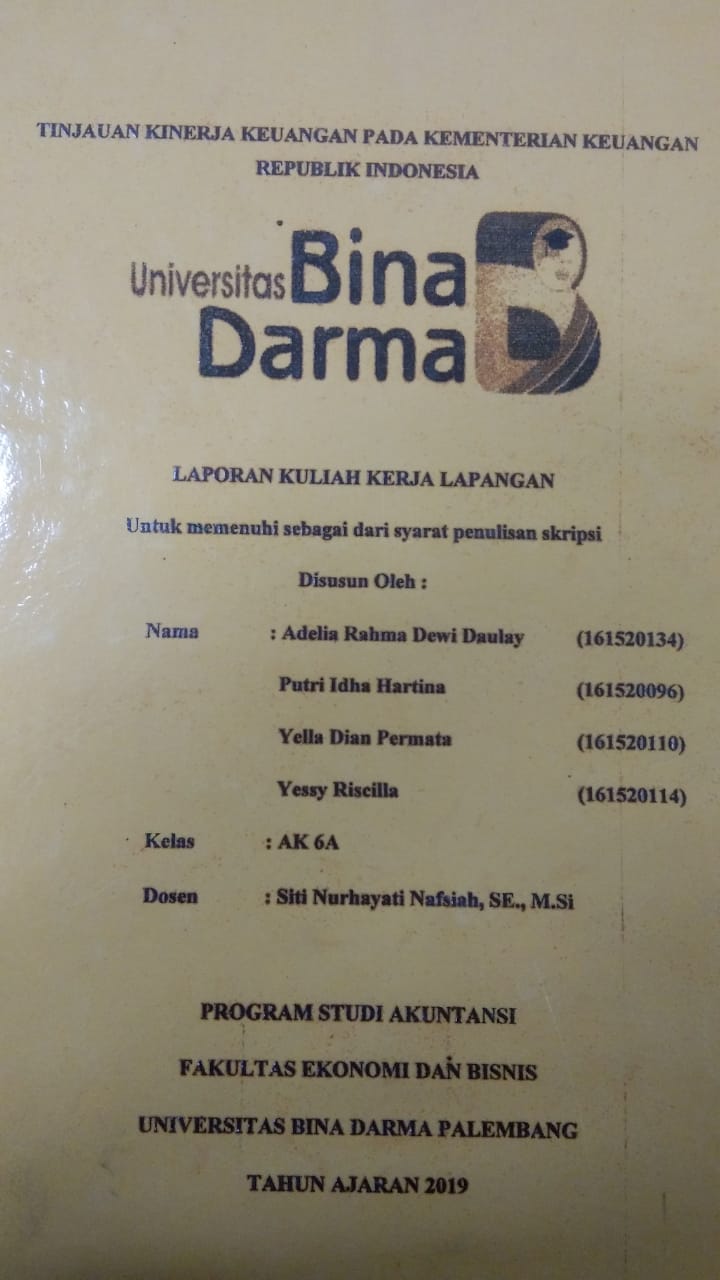 TINJAUAN KINERJA KEUANGAN PADA KEMENTERIAN KEUANGAN
REPUBLIK INDONESIA
Universitas Bina
Darma
LAPORAN KULIAH KERJA LAPANGAN
Untuk memenuhi sebagai dari syarat penulisan skripsi
Disusun Oleh :
Nama : Adelia Rahma Dewi Daulay (161520134)
Putri Idha Hartina (161520096)
Yella Dian Permata (161520110)
Yessy Riscilla (161520114)
Kelas : AK 6A
Dosen : Siti Nurhayati Nafsiah, SE., M.Si
PROGRAM STUDI AKUNTANSI
FAKULTAS EKONOMI DAN BISNIS
UNIVERSITAS BINA DARMA PALEMBANG
TAHUN AJARAN 2019